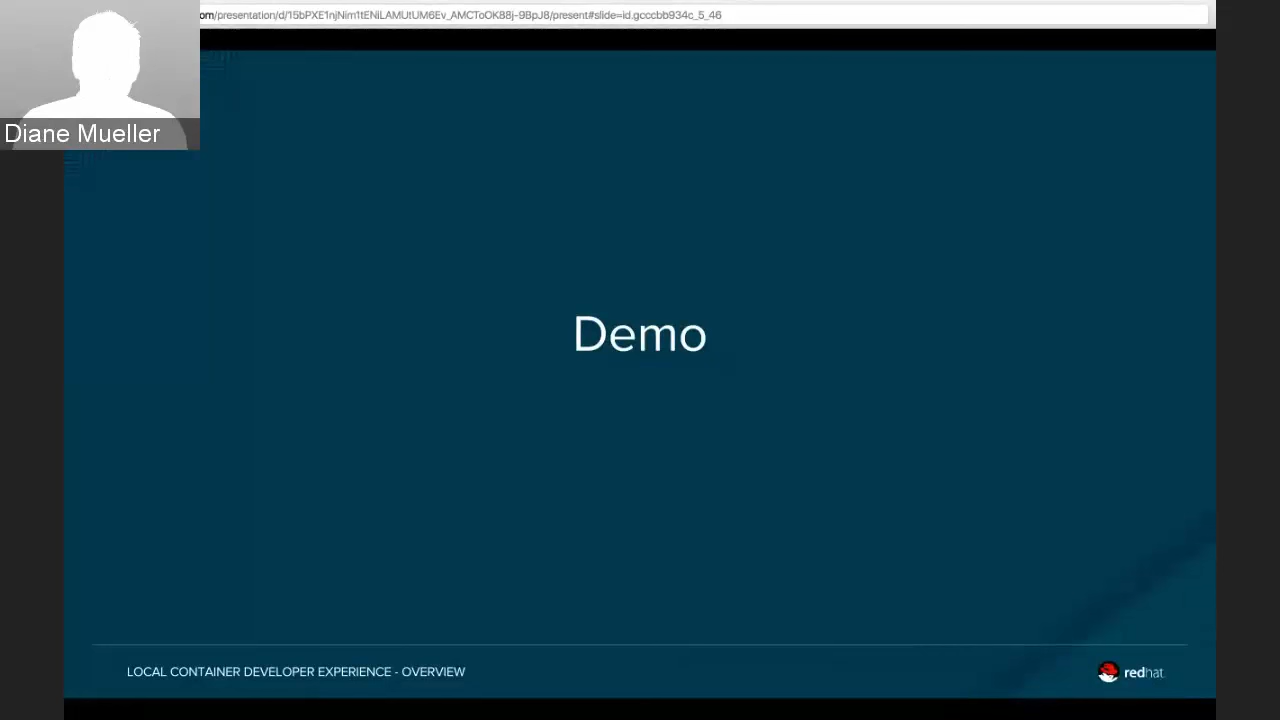 om/presentation/d/15bPXE1njNim1tENiLAMUtUM6Ev_AMCToOK88j-9BpJ8/present#slide=id.gcccbb934c_5_46
Diane Mueller
Demo
LOCAL CONTAINER DEVELOPER EXPERIENCE - OVERVIEW
redhat.